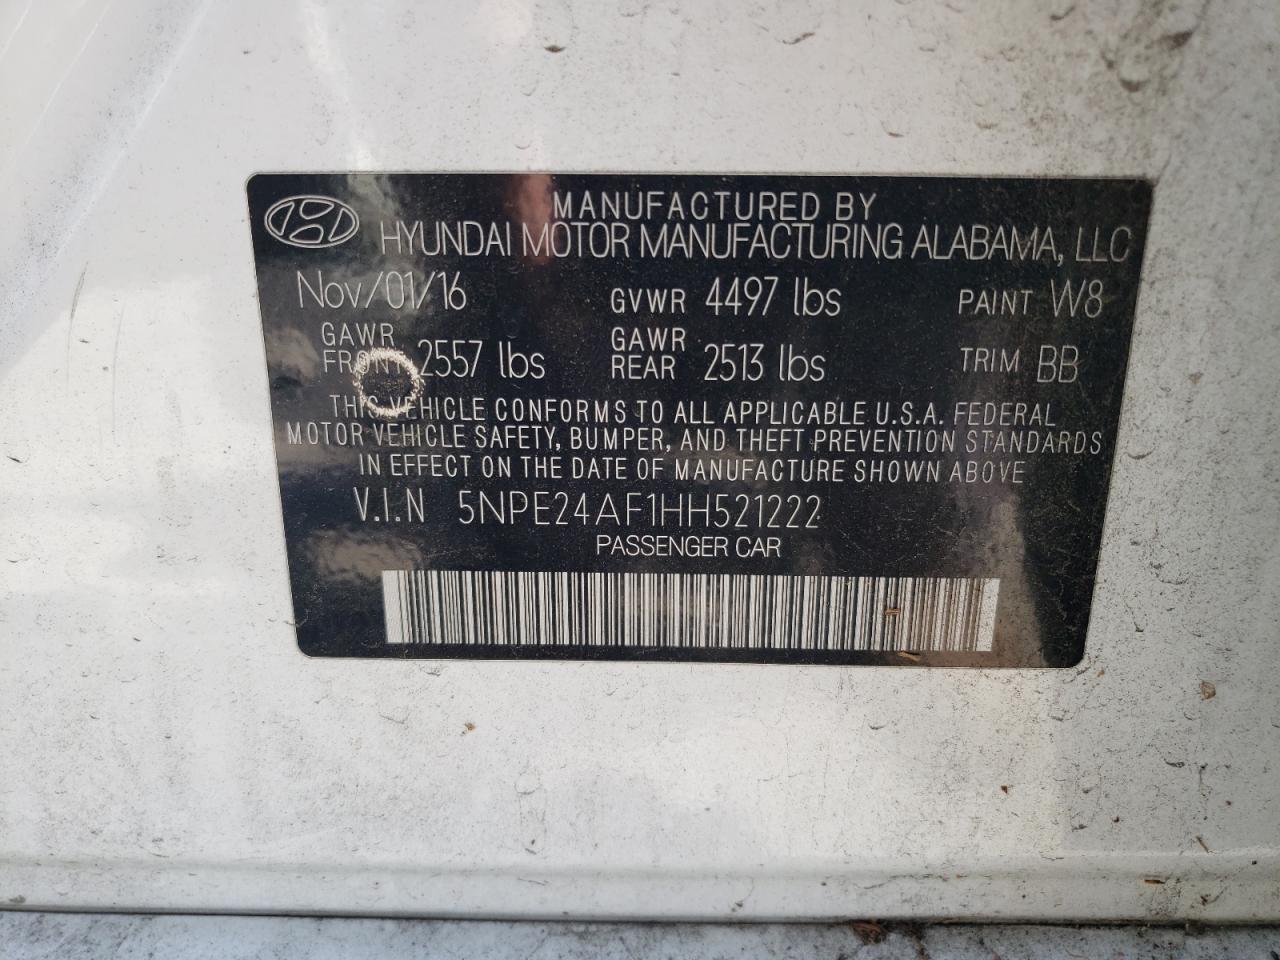 MANUFACTURED BY
HYUNDAI MOTOR MANUFACTURING ALABAMA, LLC
Nov/01/16 GVWR 4497 lbs PAINT W8
GAWR FRONT 2557 lbs GAWR REAR 2513 lbs TRIM BB
THIS VEHICLE CONFORMS TO ALL APPLICABLE U.S.A. FEDERAL
MOTOR VEHICLE SAFETY, BUMPER, AND THEFT PREVENTION STANDARDS
IN EFFECT ON THE DATE OF MANUFACTURE SHOWN ABOVE
V.I.N 5NPE24AF1HH521222
PASSENGER CAR